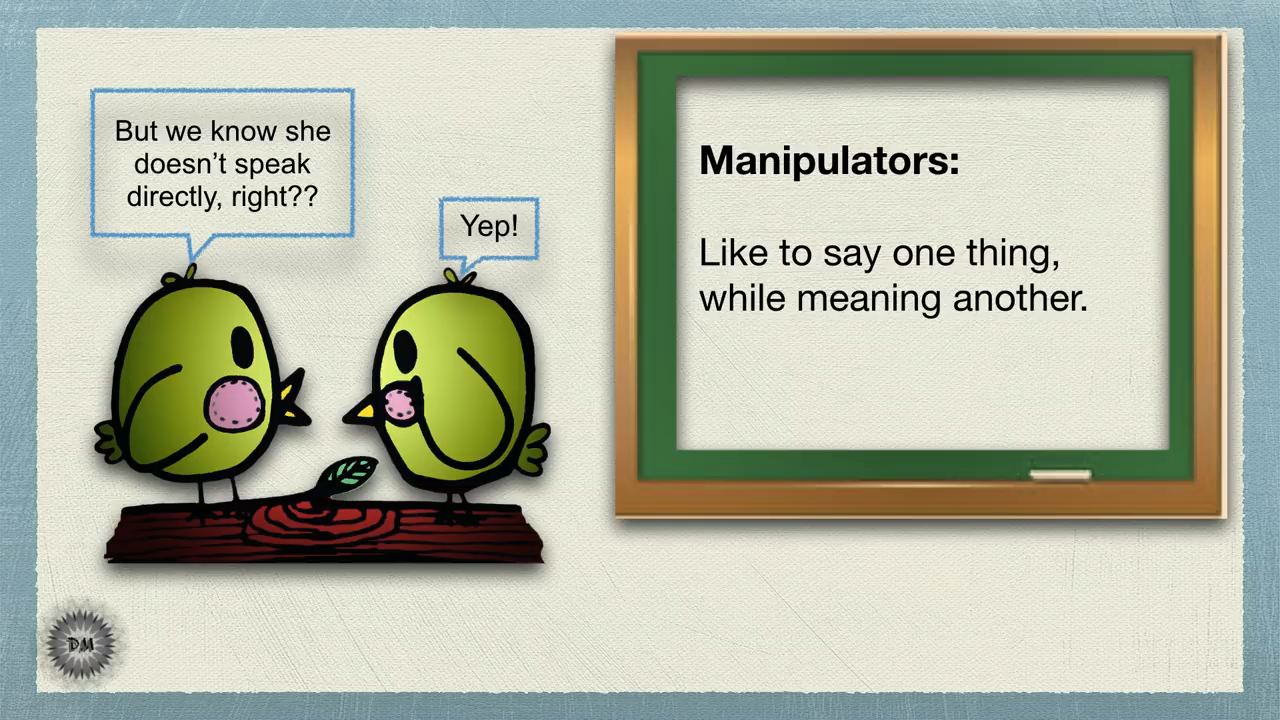 But we know she
doesn’t speak
directly, right??
Yep!
Manipulators:
Like to say one thing,
while meaning another.
DM